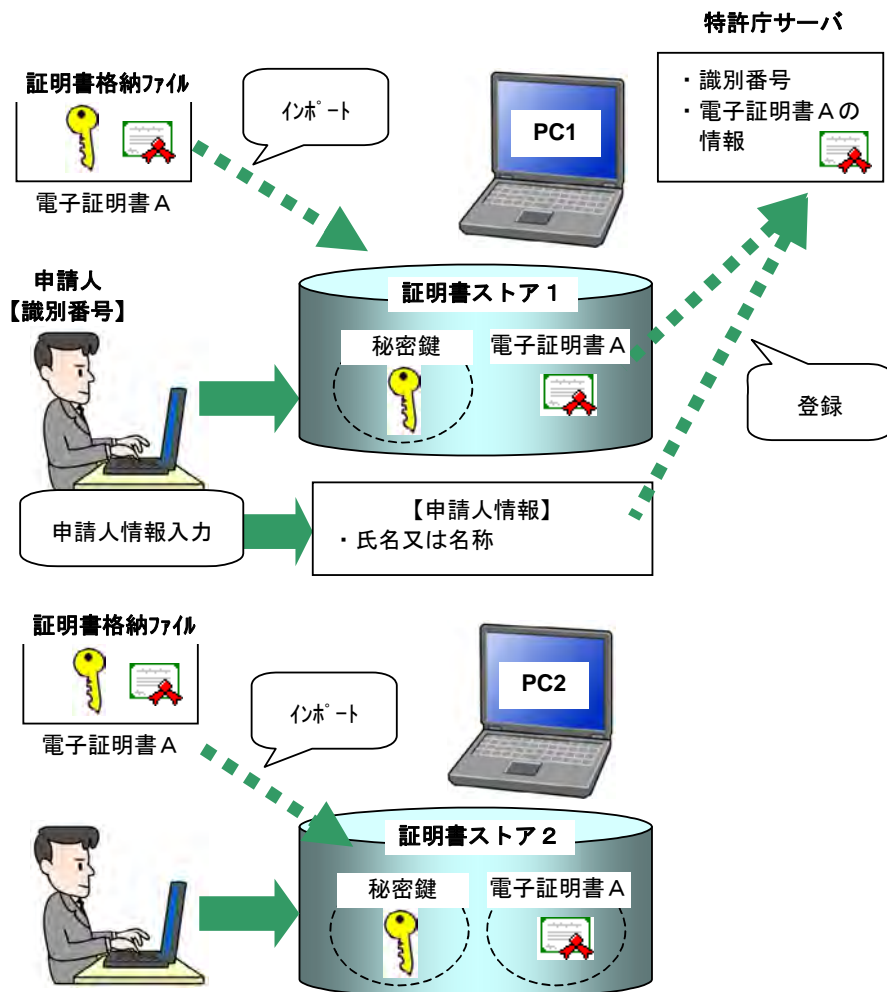 特許庁サーバ
証明書格納ﾌｧｲﾙ
ｲﾝﾎﾟｰﾄ
PC1
・識別番号
・電子証明書Ａの
情報
電子証明書Ａ
申請人
【識別番号】
証明書ストア１
秘密鍵
電子証明書Ａ
登録
申請人情報入力
【申請人情報】
・氏名又は名称
証明書格納ﾌｧｲﾙ
ｲﾝﾎﾟｰﾄ
PC2
電子証明書Ａ
証明書ストア２
秘密鍵
電子証明書Ａ